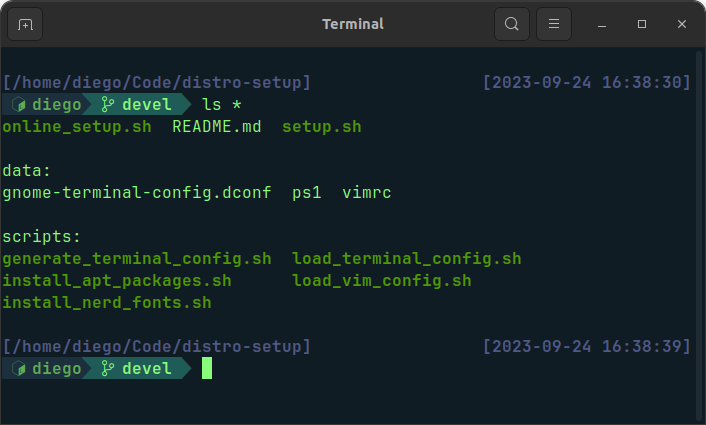 Terminal
[/home/diego/Code/distro-setup] [2023-09-24 16:38:30]
diego devel ls *
online_setup.sh README.md setup.sh
data:
gnome-terminal-config.dconf ps1 vimrc
scripts:
generate_terminal_config.sh load_terminal_config.sh
install_apt_packages.sh load_vim_config.sh
install_nerd_fonts.sh
[/home/diego/Code/distro-setup] [2023-09-24 16:38:39]
diego devel